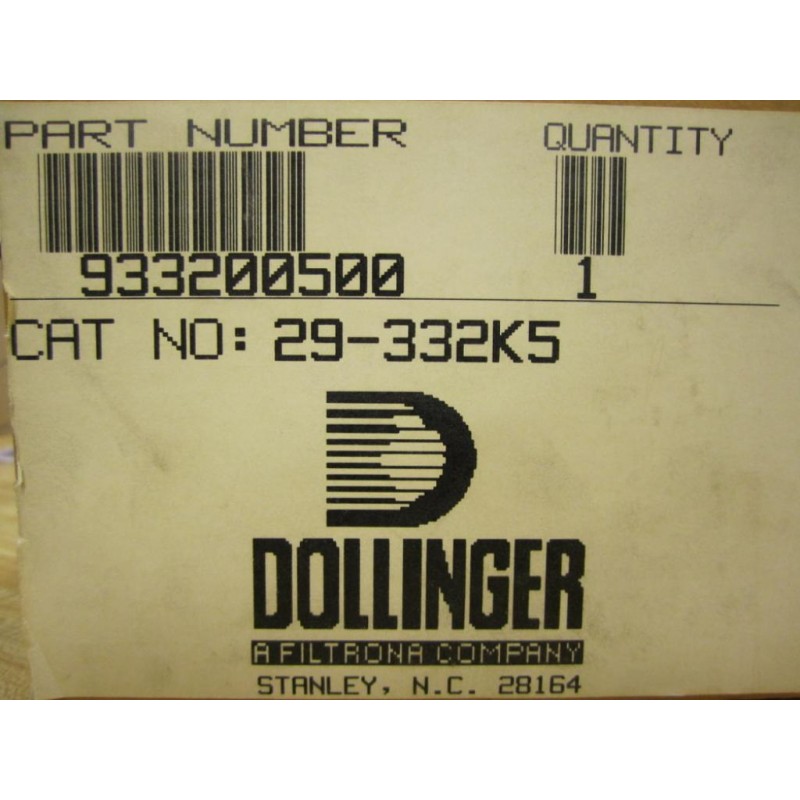 PART NUMBER QUANTITY
933200500 1
CAT NO: 29-332K5
DOLLINGER
A FILTRONA COMPANY
STANLEY, N.C. 28164